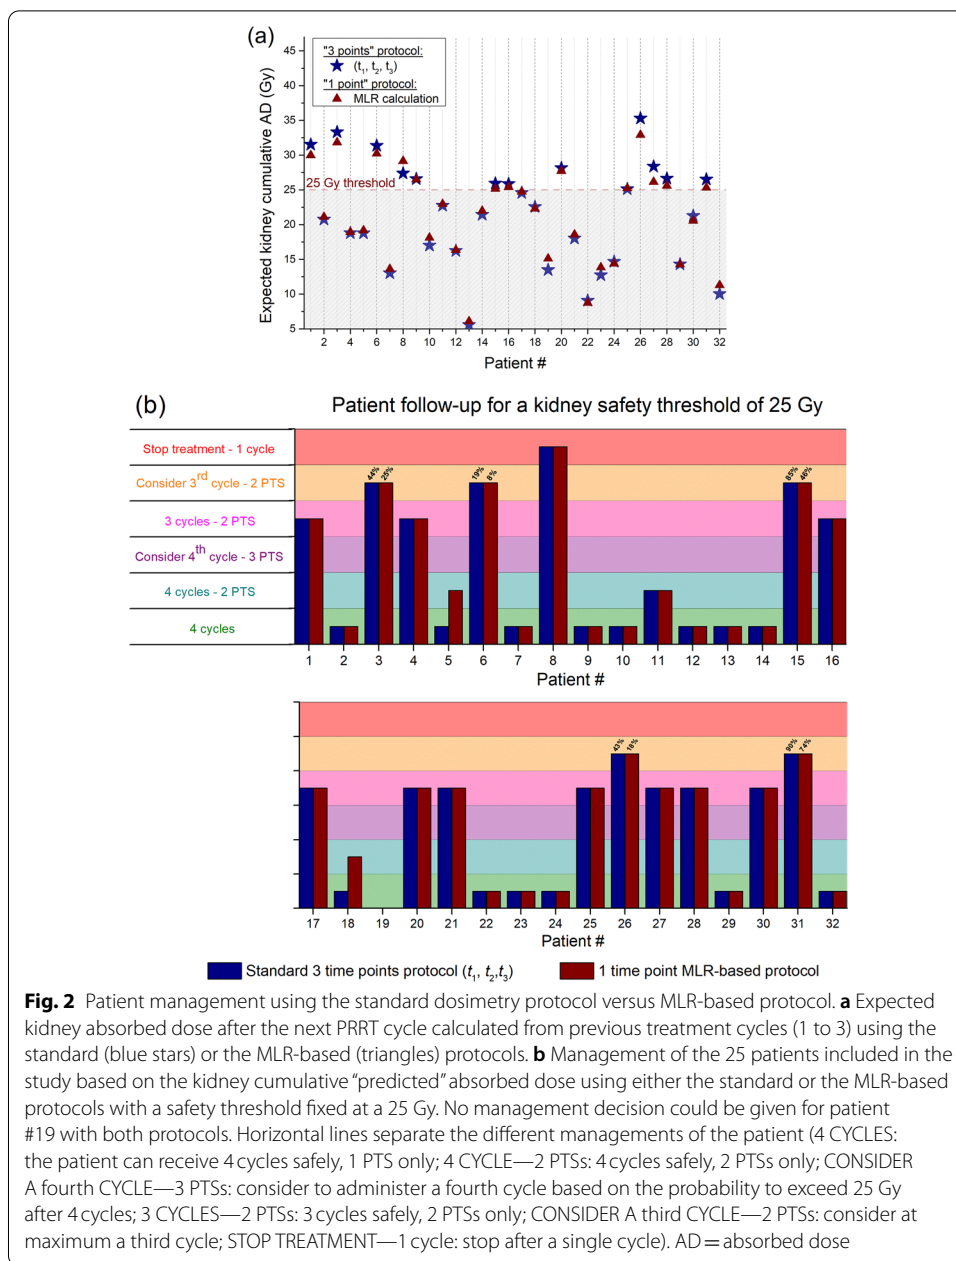 (a)
"3 points" protocol:
(t₁, t₂, t₃)
"1 point" protocol:
MLR calculation
Expected kidney cumulative AD (Gy)
45
40
35
30
25
20
15
10
5
25 Gy threshold
2 4 6 8 10 12 14 16 18 20 22 24 26 28 30 32
Patient #
(b)
Patient follow-up for a kidney safety threshold of 25 Gy
Stop treatment - 1 cycle
Consider 3rd cycle - 2 PTS
3 cycles - 2 PTS
Consider 4th cycle - 3 PTS
4 cycles - 2 PTS
4 cycles
44% 25% 19% 8% 85% 46%
1 2 3 4 5 6 7 8 9 10 11 12 13 14 15 16
Patient #
43% 18% 90% 74%
17 18 19 20 21 22 23 24 25 26 27 28 29 30 31 32
Patient #
Standard 3 time points protocol (t₁, t₂,t₃)
1 time point MLR-based protocol
Fig. 2 Patient management using the standard dosimetry protocol versus MLR-based protocol. a Expected
kidney absorbed dose after the next PRRT cycle calculated from previous treatment cycles (1 to 3) using the
standard (blue stars) or the MLR-based (triangles) protocols. b Management of the 25 patients included in the
study based on the kidney cumulative "predicted" absorbed dose using either the standard or the MLR-based
protocols with a safety threshold fixed at a 25 Gy. No management decision could be given for patient
#19 with both protocols. Horizontal lines separate the different managements of the patient (4 CYCLES:
the patient can receive 4 cycles safely, 1 PTS only; 4 CYCLE—2 PTSs: 4 cycles safely, 2 PTSs only; CONSIDER
A fourth CYCLE—3 PTSs: consider to administer a fourth cycle based on the probability to exceed 25 Gy
after 4 cycles; 3 CYCLES—2 PTSs: 3 cycles safely, 2 PTSs only; CONSIDER A third CYCLE—2 PTSs: consider at
maximum a third cycle; STOP TREATMENT—1 cycle: stop after a single cycle). AD = absorbed dose